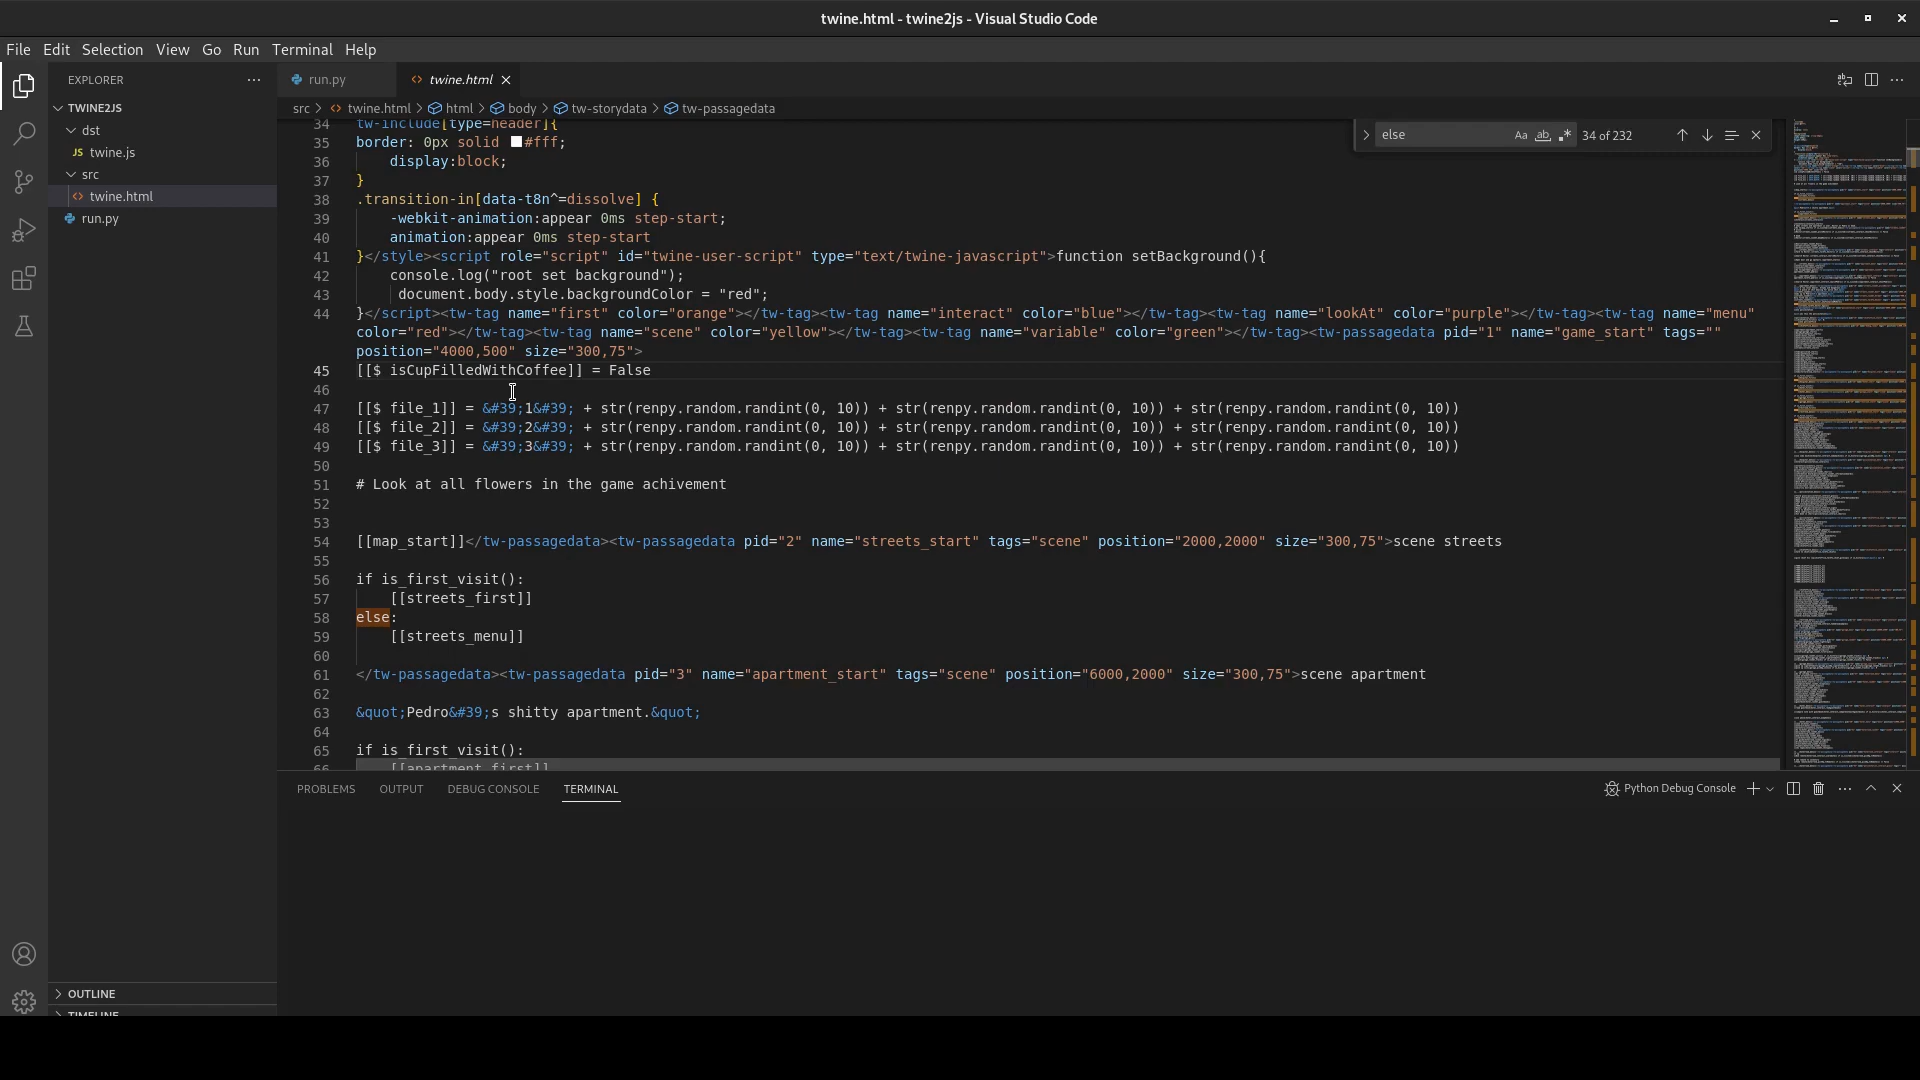 twine.html - twine2js - Visual Studio Code
File Edit Selection View Go Run Terminal Help
EXPLORER
TWINE2JS
dst
JS twine.js
src
<> twine.html
run.py
OUTLINE
TIMELINE
run.py <> twine.html
src > <> twine.html > html > body > tw-storydata > tw-passagedata
else Aa ab .* 34 of 232
34 tw-include[type=header]{
35 border: 0px solid #fff;
36 display:block;
37 }
38 .transition-in[data-t8n^=dissolve] {
39 -webkit-animation:appear 0ms step-start;
40 animation:appear 0ms step-start
41 }</style><script role="script" id="twine-user-script" type="text/twine-javascript">function setBackground(){
42 console.log("root set background");
43 document.body.style.backgroundColor = "red";
44 }</script><tw-tag name="first" color="orange"></tw-tag><tw-tag name="interact" color="blue"></tw-tag><tw-tag name="lookAt" color="purple"></tw-tag><tw-tag name="menu"
color="red"></tw-tag><tw-tag name="scene" color="yellow"></tw-tag><tw-tag name="variable" color="green"></tw-tag><tw-passagedata pid="1" name="game_start" tags=""
position="4000,500" size="300,75">
45 [[$ isCupFilledWithCoffee]] = False
46
47 [[$ file_1]] = &#39;1&#39; + str(renpy.random.randint(0, 10)) + str(renpy.random.randint(0, 10)) + str(renpy.random.randint(0, 10))
48 [[$ file_2]] = &#39;2&#39; + str(renpy.random.randint(0, 10)) + str(renpy.random.randint(0, 10)) + str(renpy.random.randint(0, 10))
49 [[$ file_3]] = &#39;3&#39; + str(renpy.random.randint(0, 10)) + str(renpy.random.randint(0, 10)) + str(renpy.random.randint(0, 10))
50
51 # Look at all flowers in the game achivement
52
53
54 [[map_start]]</tw-passagedata><tw-passagedata pid="2" name="streets_start" tags="scene" position="2000,2000" size="300,75">scene streets
55
56 if is_first_visit():
57 [[streets_first]]
58 else:
59 [[streets_menu]]
60
61 </tw-passagedata><tw-passagedata pid="3" name="apartment_start" tags="scene" position="6000,2000" size="300,75">scene apartment
62
63 &quot;Pedro&#39;s shitty apartment.&quot;
64
65 if is_first_visit():
66 [[apartment_first]]
PROBLEMS OUTPUT DEBUG CONSOLE TERMINAL
Python Debug Console